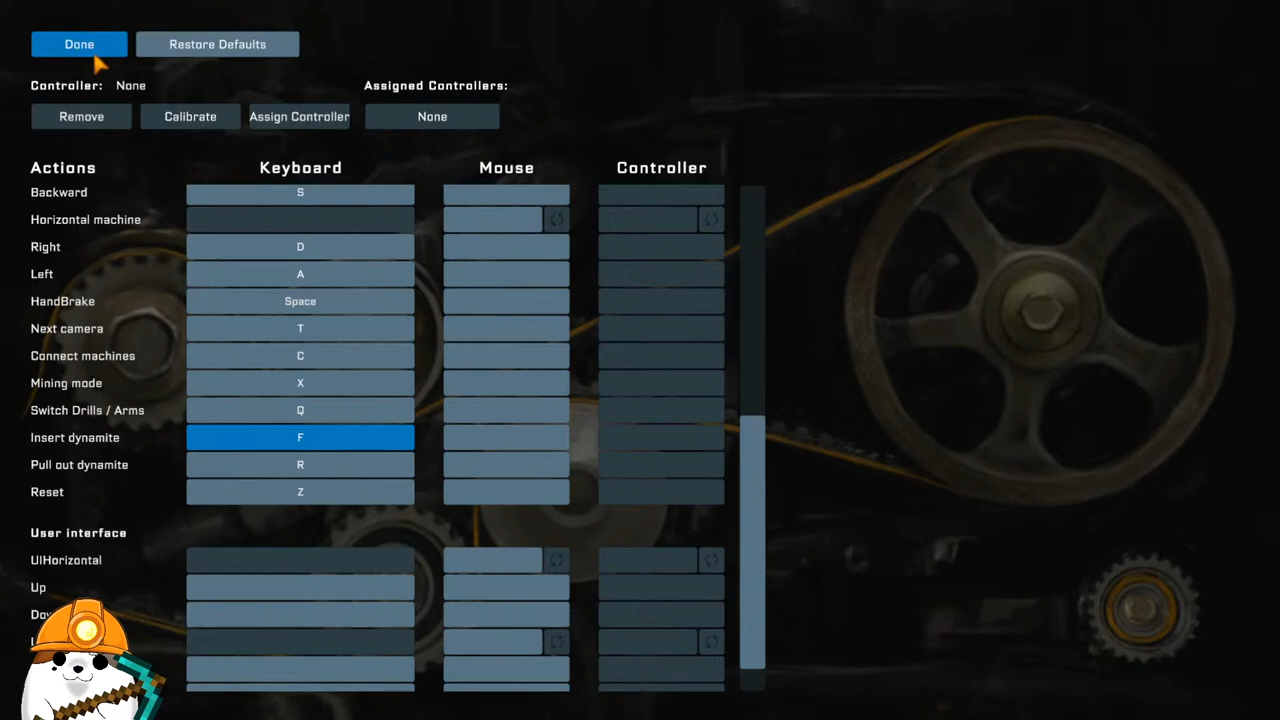 Done Restore Defaults
Controller: None Assigned Controllers:
Remove Calibrate Assign Controller None
Actions Keyboard Mouse Controller
Backward S
Horizontal machine
Right D
Left A
HandBrake Space
Next camera T
Connect machines C
Mining mode X
Switch Drills / Arms Q
Insert dynamite F
Pull out dynamite R
Reset Z
User interface
UIHorizontal
Up